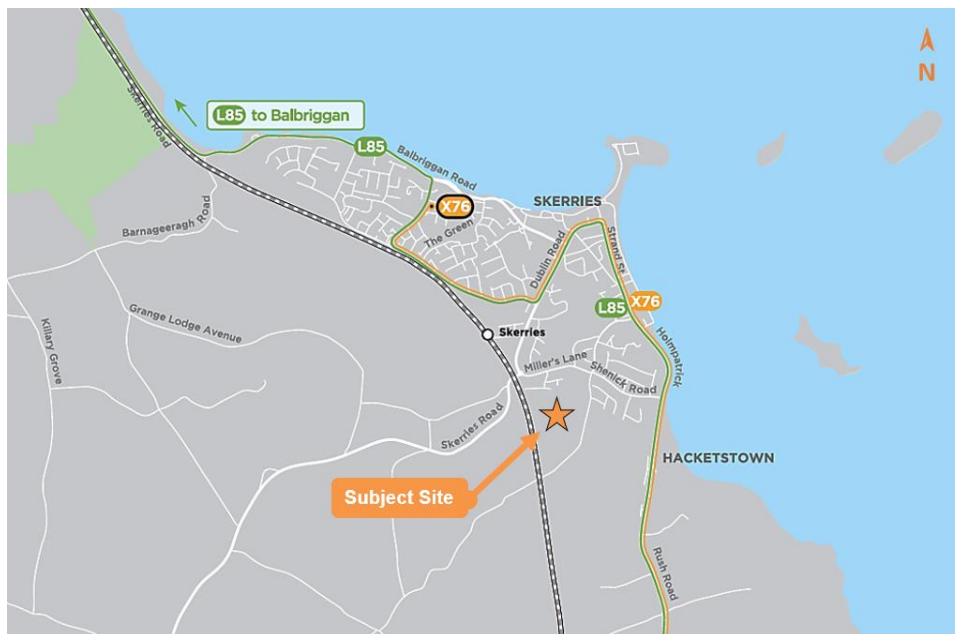 N
L85 to Balbriggan
Skerries Road
L85
Balbriggan Road
SKERRIES
X76
The Green
Barnageeragh Road
Dublin Road
Strand St
Killary Grove
Grange Lodge Avenue
L85
X76
Skerries
Holmpatrick
Miller's Lane
Shenick Road
Skerries Road
HACKETSTOWN
Subject Site
Rush Road